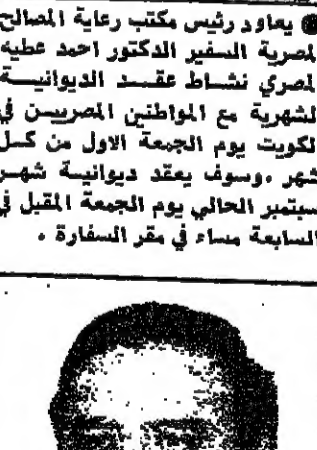 ● يعاود رئيس مكتب رعاية المصالح
المصرية السفير الدكتور احمد عطيه
المصري نشاط عقد الديوانية
الشهرية مع المواطنين المصريين في
الكويت يوم الجمعة الاول من كل
شهر ،وسوف يعقد ديوانية شهر
سبتمبر الحالي يوم الجمعة المقبل في
السابعة مساء في مقر السفارة .